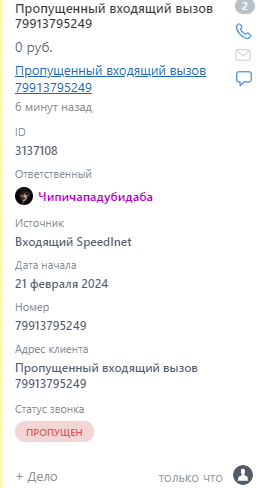 Пропущенный входящий вызов
79913795249
2
0 руб.
Пропущенный входящий вызов
79913795249
6 минут назад
ID
3137108
Ответственный
Чипичападубидаба
Источник
Входящий SpeedInet
Дата начала
21 февраля 2024
Номер
79913795249
Адрес клиента
Пропущенный входящий вызов
79913795249
Статус звонка
ПРОПУЩЕН
+ Дело
ТОЛЬКО ЧТО